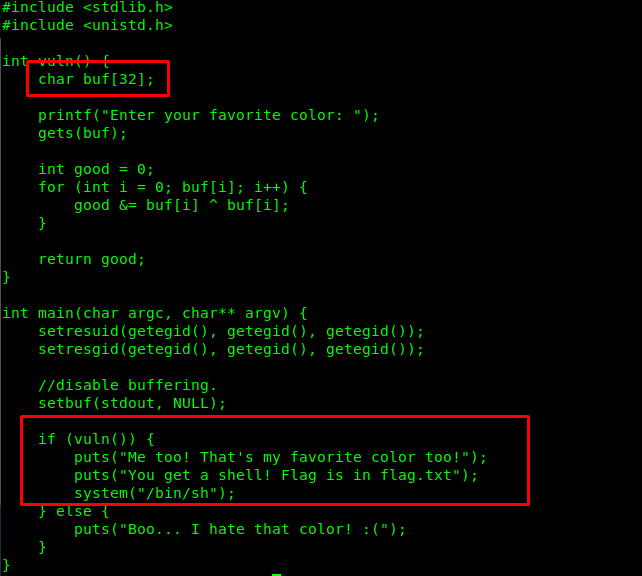 #include <stdlib.h>
#include <unistd.h>
int vuln() {
char buf[32];
printf("Enter your favorite color: ");
gets(buf);
int good = 0;
for (int i = 0; buf[i]; i++) {
good &= buf[i] ^ buf[i];
}
return good;
}
int main(char argc, char** argv) {
setresuid(getegid(), getegid(), getegid());
setresgid(getegid(), getegid(), getegid());
//disable buffering.
setbuf(stdout, NULL);
if (vuln()) {
puts("Me too! That's my favorite color too!");
puts("You get a shell! Flag is in flag.txt");
system("/bin/sh");
} else {
puts("Boo... I hate that color! :(");
}
}